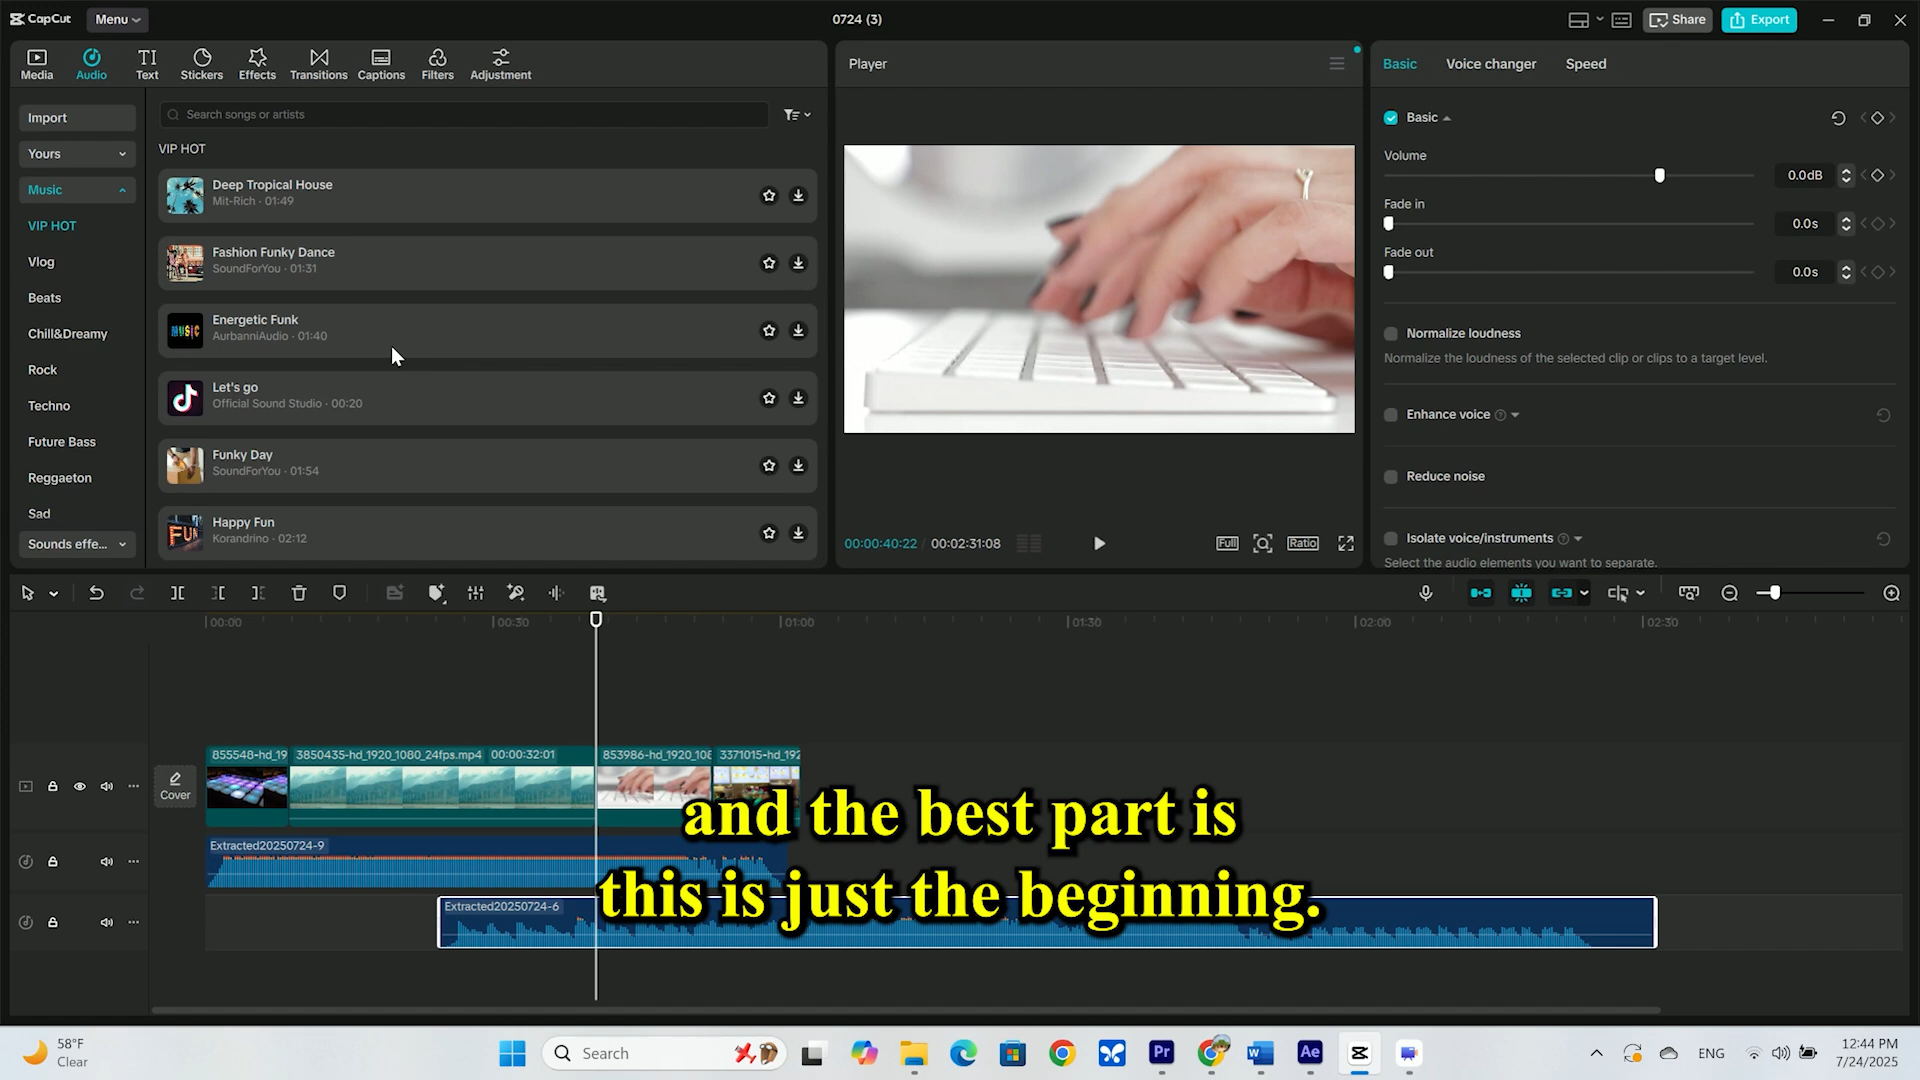 CapCut
Menu
0724 (3)
Share
Export
Media
Audio
Text
Stickers
Effects
Transitions
Captions
Filters
Adjustment
Player
Basic
Voice changer
Speed
Import
Yours
Music
VIP HOT
Vlog
Beats
Chill&Dreamy
Rock
Techno
Future Bass
Reggaeton
Sad
Sounds effe...
Search songs or artists
VIP HOT
Deep Tropical House
Mit-Rich · 01:49
Fashion Funky Dance
SoundForYou · 01:31
Energetic Funk
AurbanniAudio · 01:40
Let's go
Official Sound Studio · 00:20
Funky Day
SoundForYou · 01:54
Happy Fun
Korandrino · 02:12
MUSIC
FUN
00:00:40:22 / 00:02:31:08
Full
Ratio
Basic
Volume
0.0dB
Fade in
0.0s
Fade out
0.0s
Normalize loudness
Normalize the loudness of the selected clip or clips to a target level.
Enhance voice
Reduce noise
Isolate voice/instruments
Select the audio elements you want to separate.
00:00
00:30
01:00
01:30
02:00
02:30
Cover
855548-hd_19
3850435-hd_1920_1080_24fps.mp4 00:00:32:01
853986-hd_1920_108
3371015-hd_192
Extracted20250724-9
Extracted20250724-6
and the best part is
this is just the beginning.
58°F
Clear
Search
Pr
W
Ae
ENG
12:44 PM
7/24/2025